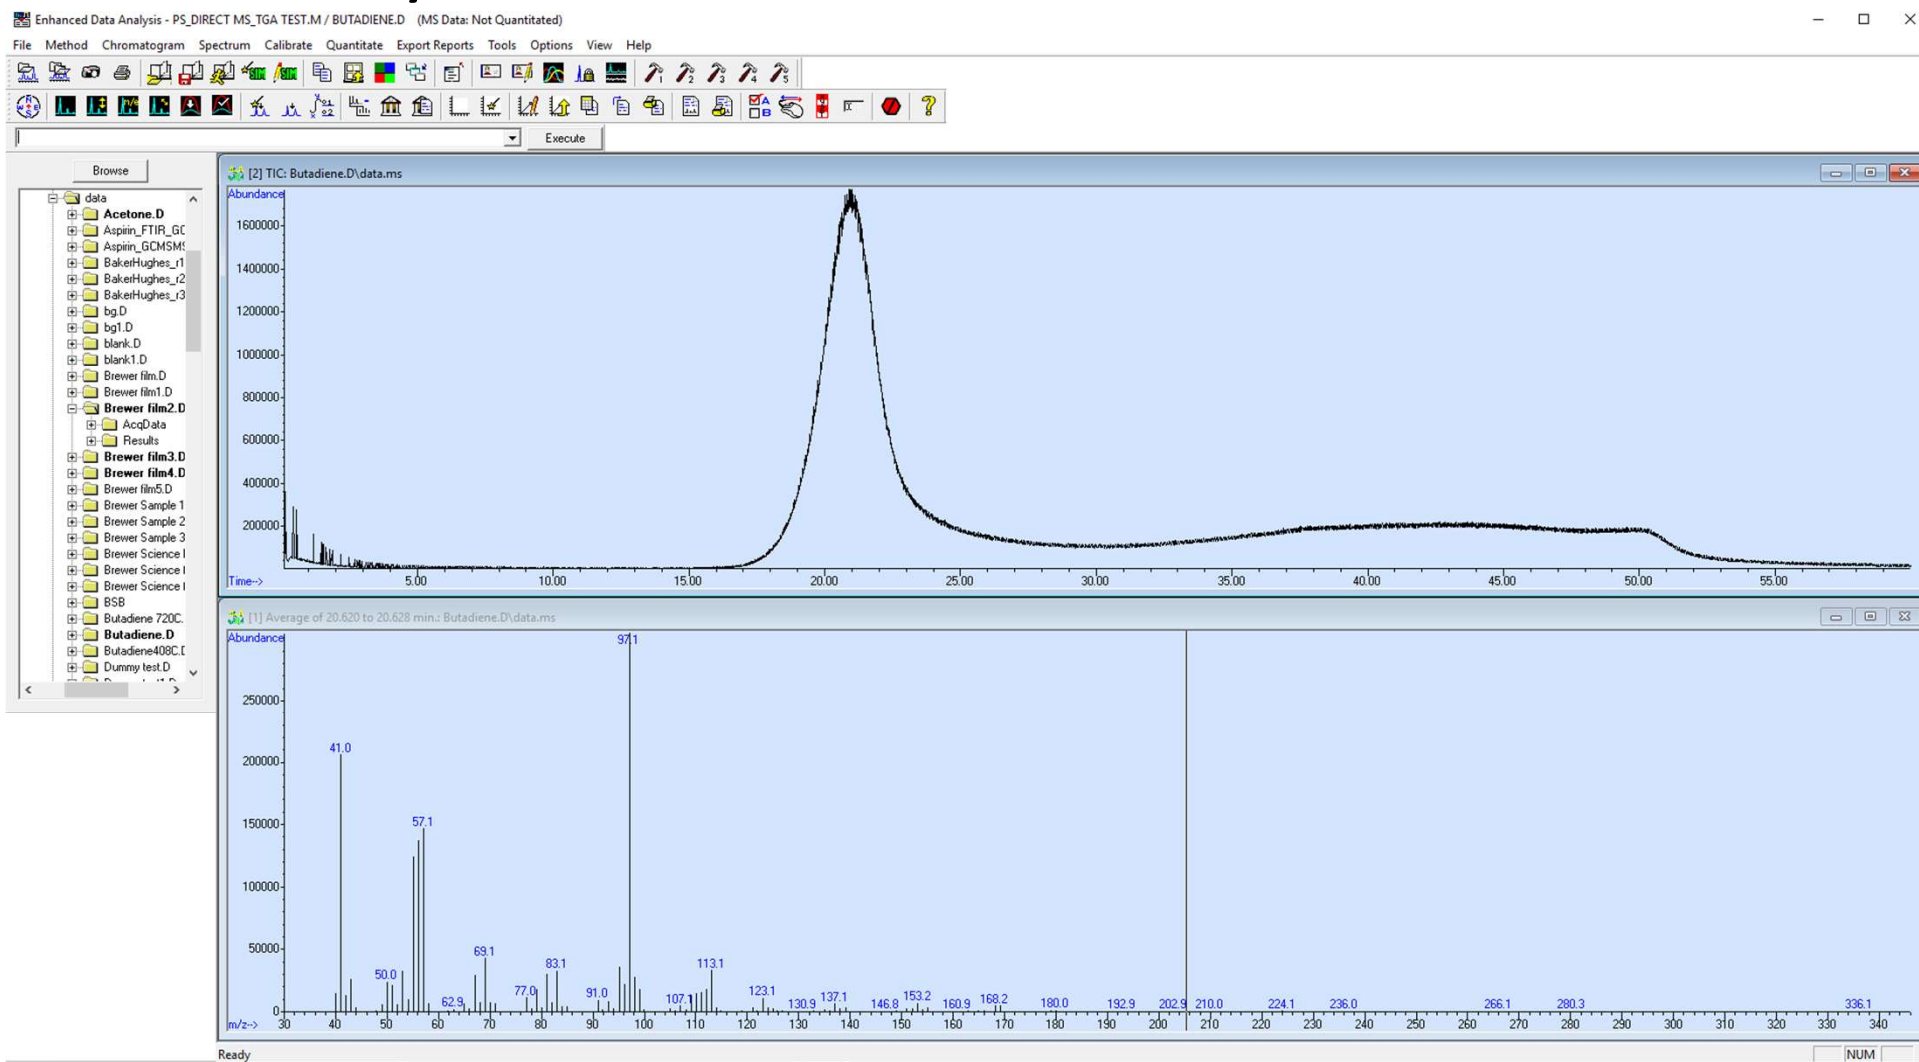 Enhanced Data Analysis - PS_DIRECT MS_TGA TEST.M / BUTADIENE.D (MS Data: Not Quantitated)
File Method Chromatogram Spectrum Calibrate Quantitate Export Reports Tools Options View Help
Execute
Browse
data
Acetone.D
Aspirin_FTIR_GC
Aspirin_GCMSMS
BakerHughes_r1
BakerHughes_r2
BakerHughes_r3
bg.D
bg1.D
blank.D
blank1.D
Brewer film.D
Brewer film1.D
Brewer film2.D
AcqData
Results
Brewer film3.D
Brewer film4.D
Brewer film5.D
Brewer Sample 1
Brewer Sample 2
Brewer Sample 3
Brewer Science
Brewer Science
Brewer Science
BSB
Butadiene 720C.
Butadiene.D
Butadiene408C.D
Dummy test.D
[2] TIC: Butadiene.D\data.ms
Abundance
1600000
1400000
1200000
1000000
800000
600000
400000
200000
Time-->
5.00 10.00 15.00 20.00 25.00 30.00 35.00 40.00 45.00 50.00 55.00
[1] Average of 20.620 to 20.628 min.: Butadiene.D\data.ms
Abundance
97.1
250000
41.0
200000
57.1
150000
100000
69.1
50000
50.0 83.1 113.1
62.9 77.0 91.0 107.1 123.1 130.9 137.1 146.8 153.2 160.9 168.2 180.0 192.9 202.9 210.0 224.1 236.0 266.1 280.3 336.1
0
m/z-->
30 40 50 60 70 80 90 100 110 120 130 140 150 160 170 180 190 200 210 220 230 240 250 260 270 280 290 300 310 320 330 340
Ready
NUM